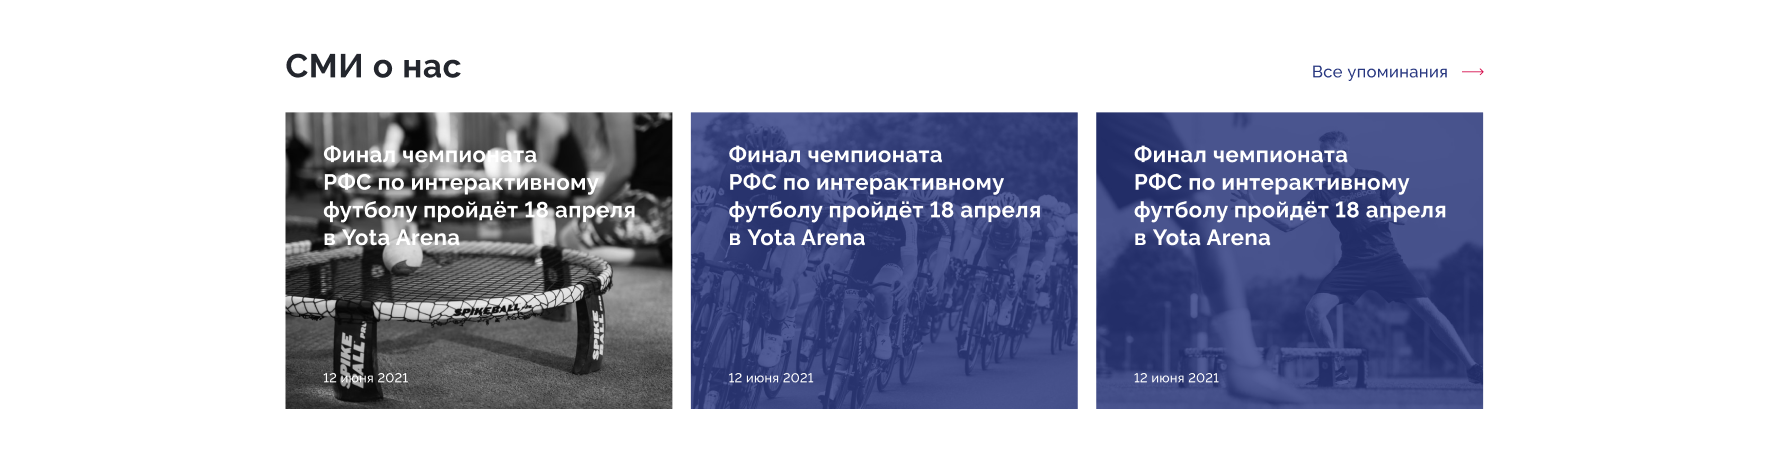 СМИ о нас
Все упоминания
Финал чемпионата
РФС по интерактивному
футболу пройдёт 18 апреля
в Yota Arena
SPIKEBALL
SPIKE
BALL
PRO
SPIKE
BALL
12 июня 2021
Финал чемпионата
РФС по интерактивному
футболу пройдёт 18 апреля
в Yota Arena
12 июня 2021
Финал чемпионата
РФС по интерактивному
футболу пройдёт 18 апреля
в Yota Arena
12 июня 2021